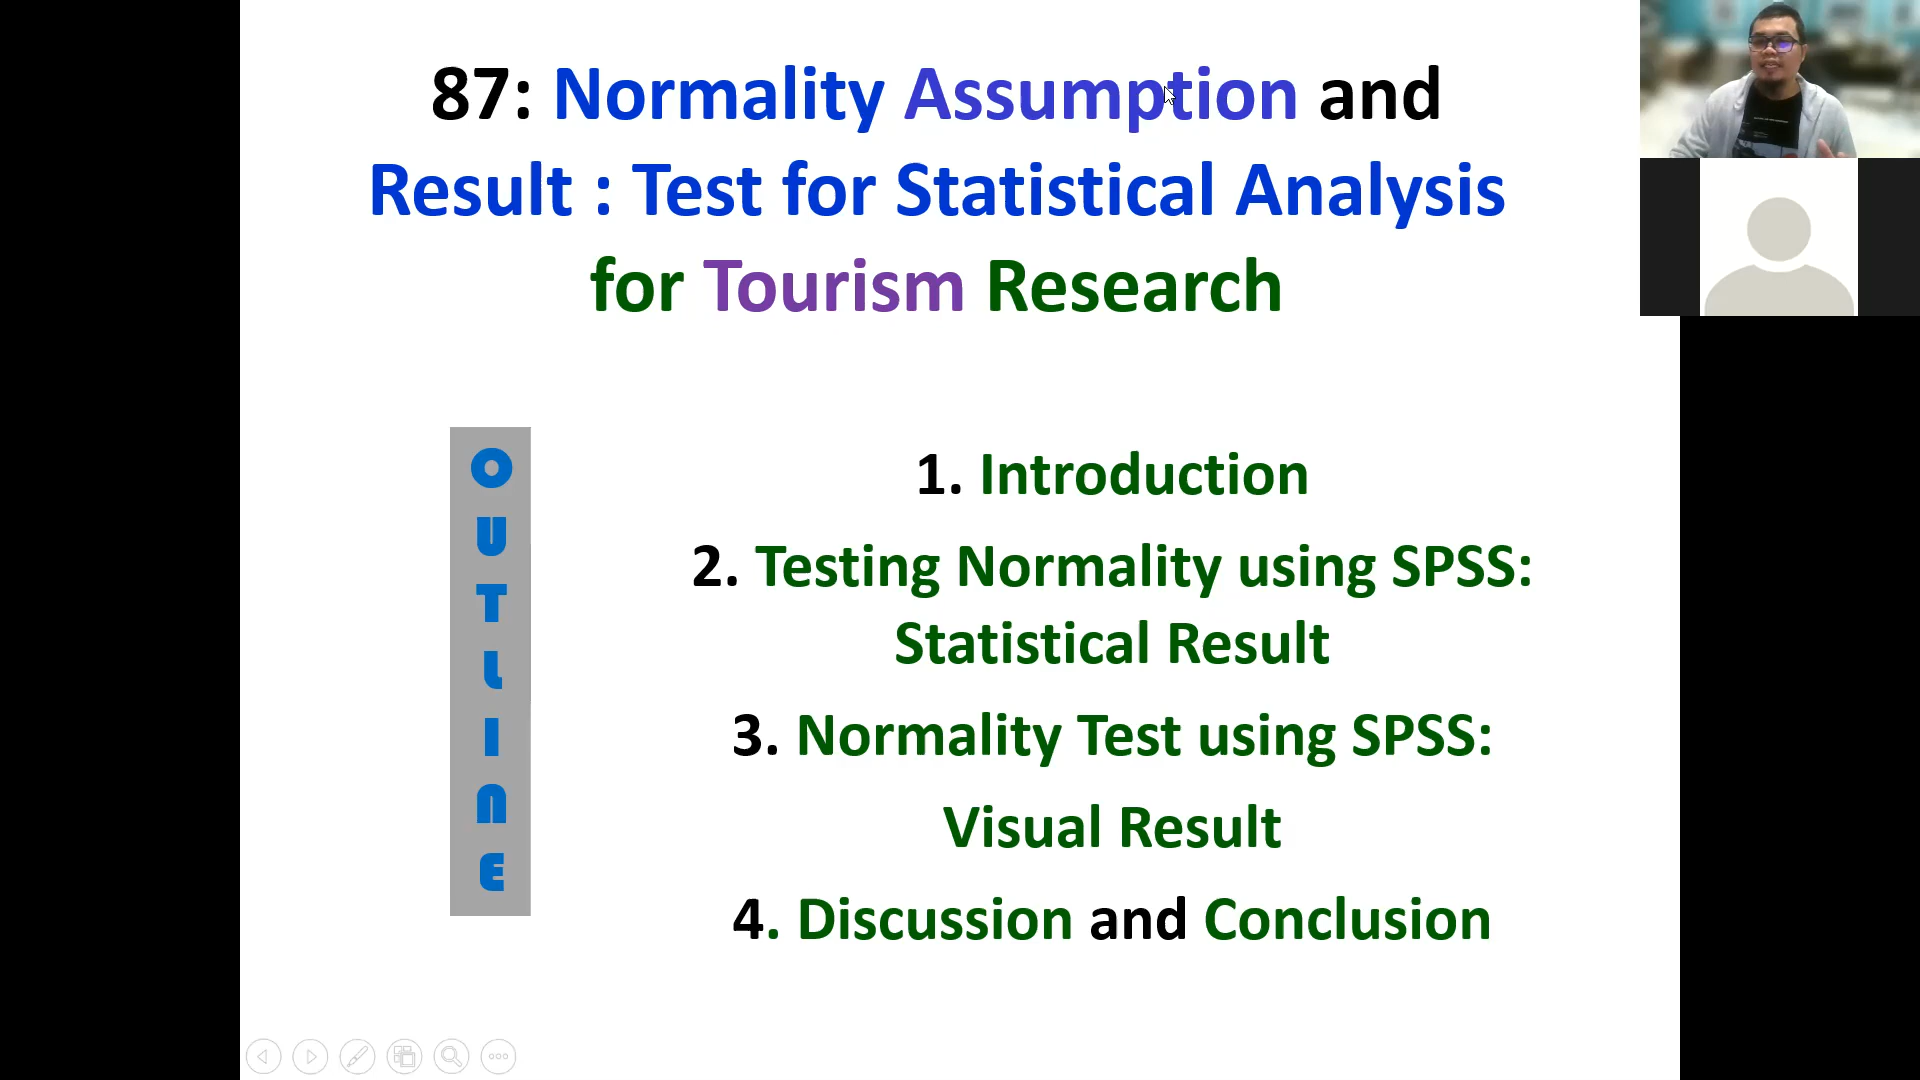 87: Normality Assumption and
Result : Test for Statistical Analysis
for Tourism Research
O
U
T
L
I
N
E
1. Introduction
2. Testing Normality using SPSS:
Statistical Result
3. Normality Test using SPSS:
Visual Result
4. Discussion and Conclusion